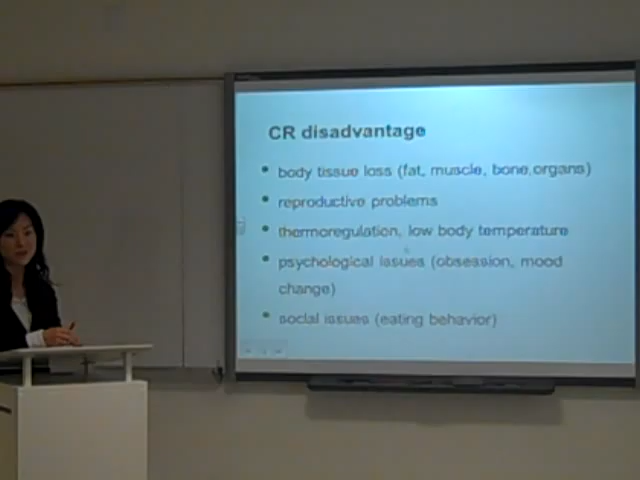 CR disadvantage
• body tissue loss (fat, muscle, bone,organs)
• reproductive problems
• thermoregulation, low body temperature
• psychological issues (obsession, mood
change)
• social issues (eating behavior)